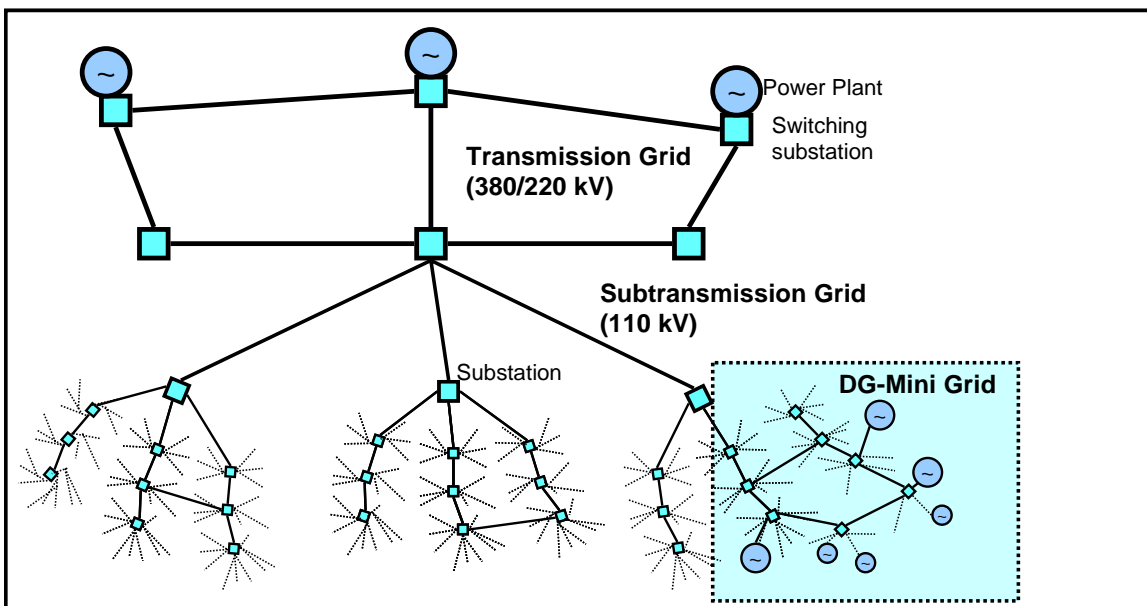 ~
~
~
Power Plant
Switching
substation
Transmission Grid
(380/220 kV)
Subtransmission Grid
(110 kV)
Substation
DG-Mini Grid
~
~
~
~
~
~